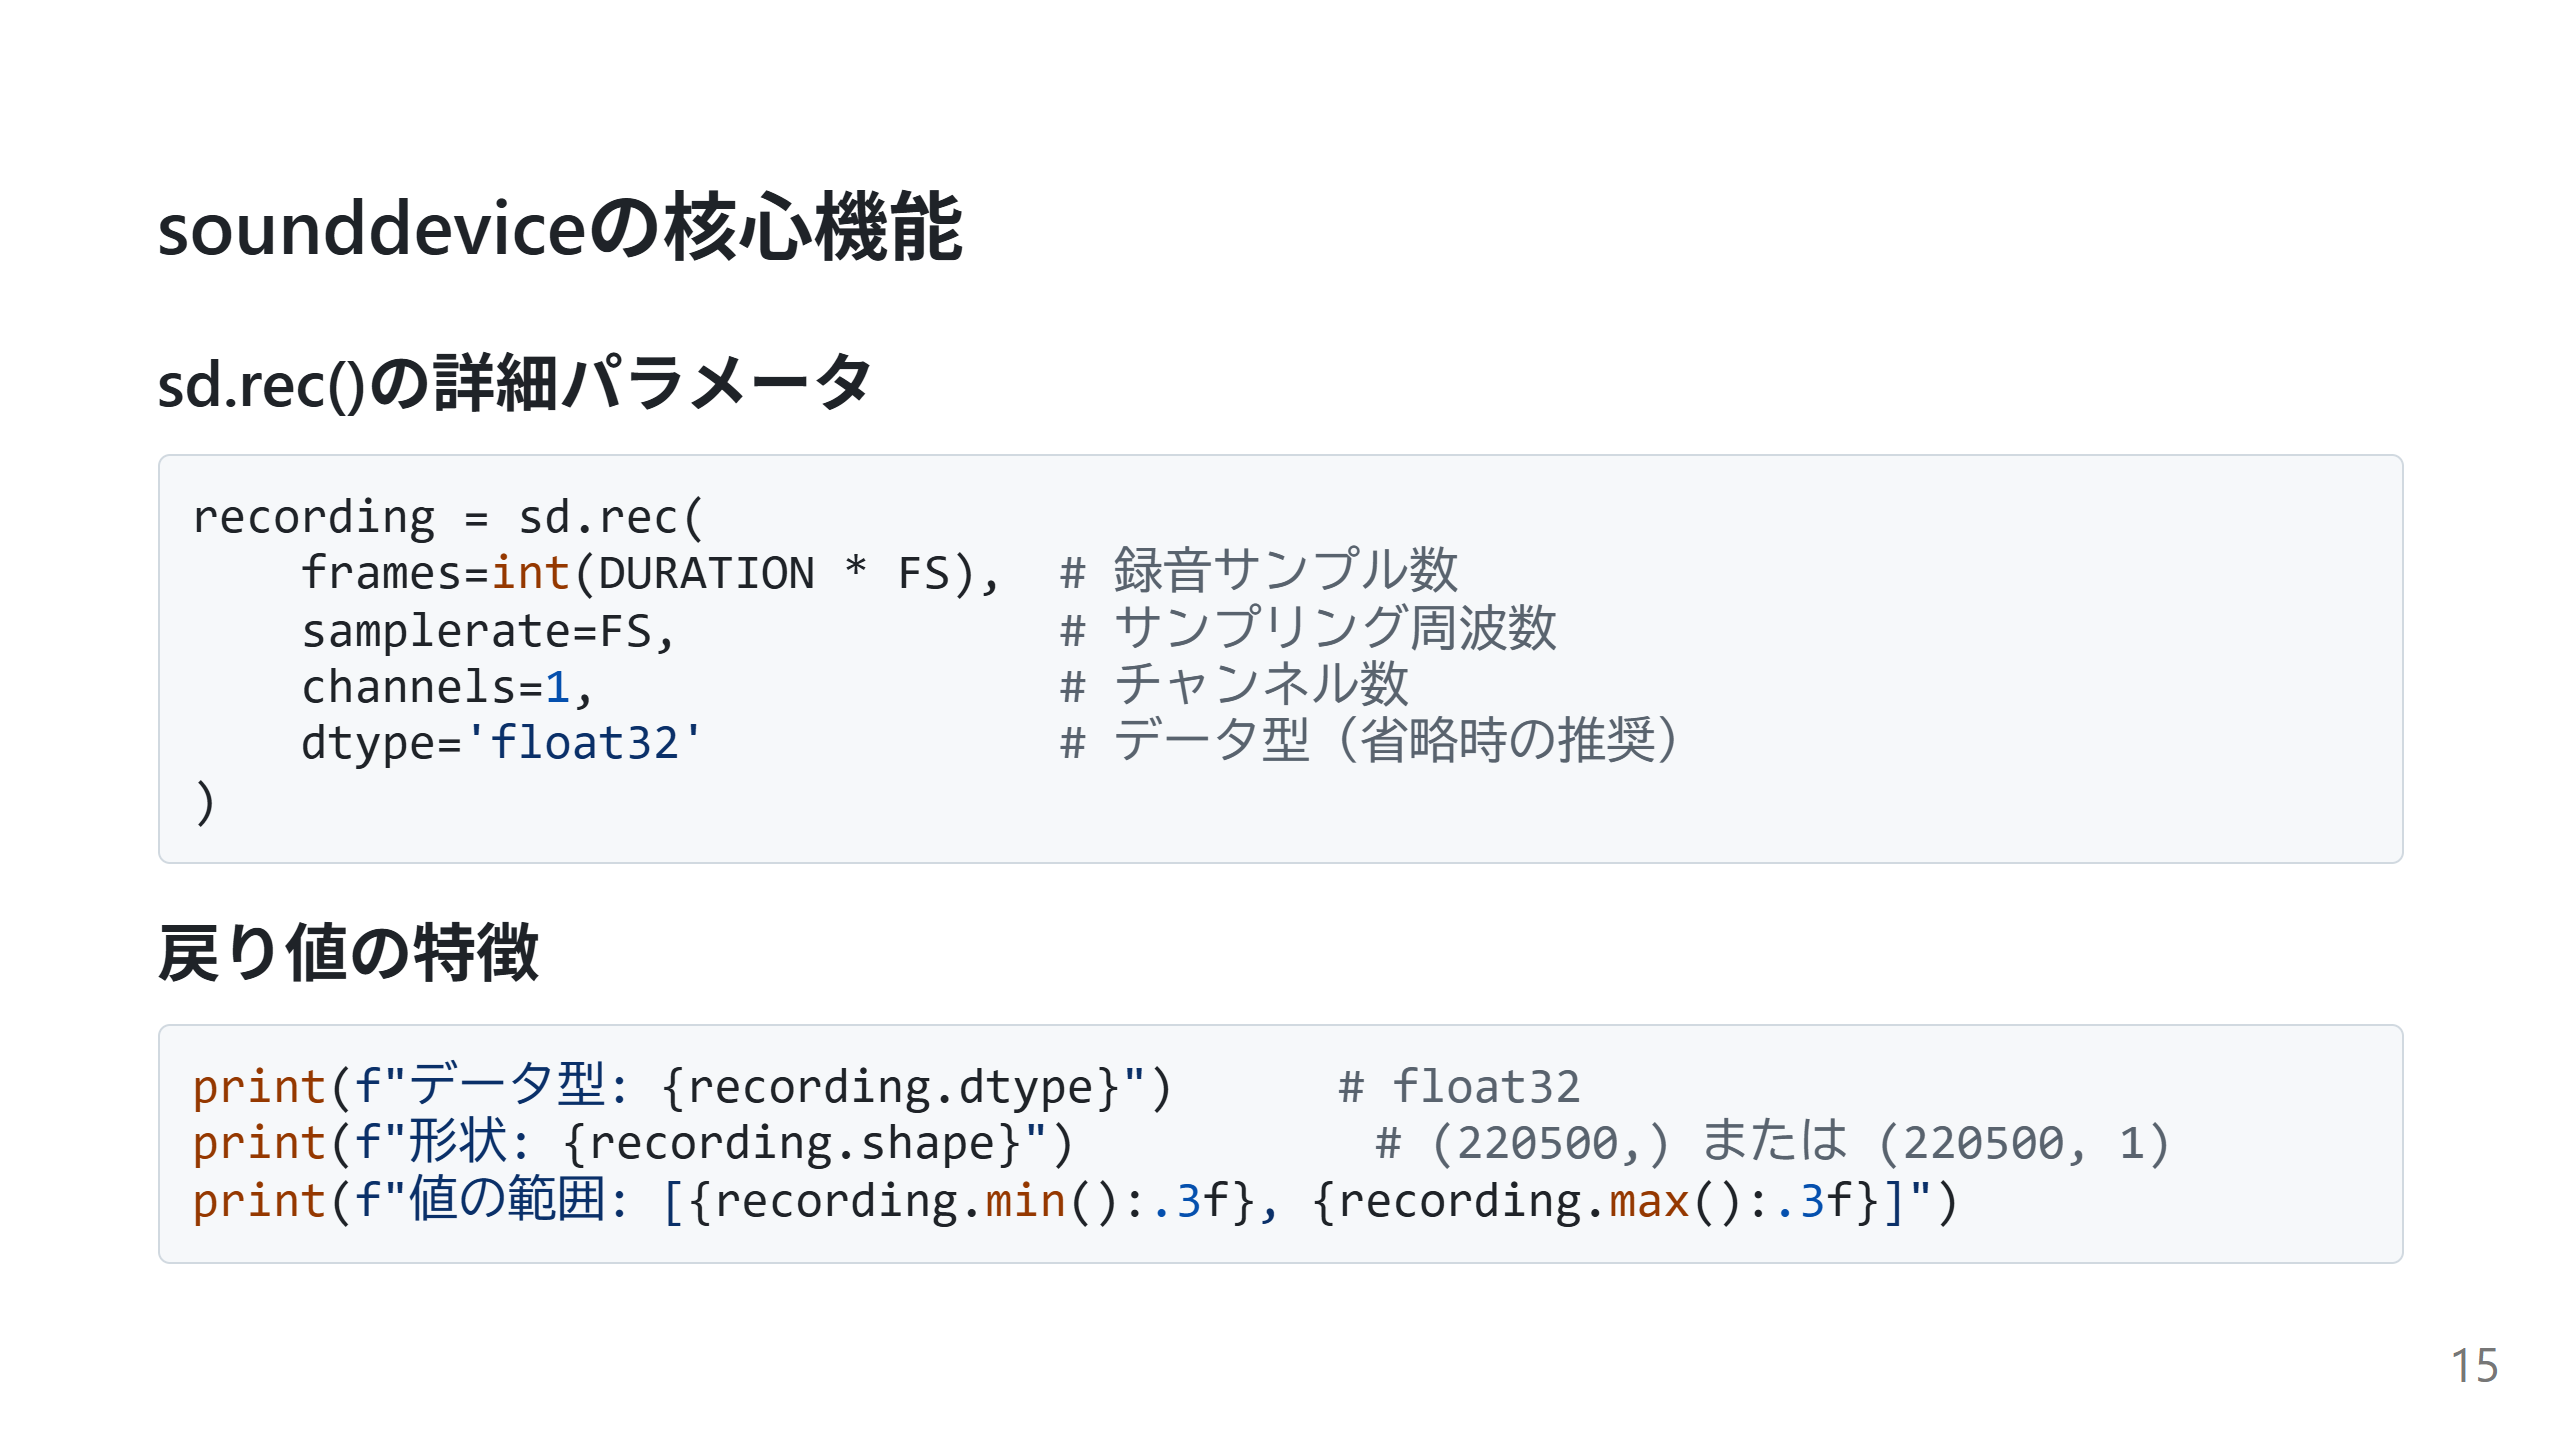 sounddeviceの核心機能
sd.rec()の詳細パラメータ
recording = sd.rec(
    frames=int(DURATION * FS),  # 録音サンプル数
    samplerate=FS,              # サンプリング周波数
    channels=1,                 # チャンネル数
    dtype='float32'             # データ型（省略時の推奨）
)
戻り値の特徴
print(f"データ型: {recording.dtype}")      # float32
print(f"形状: {recording.shape}")           # (220500,) または (220500, 1)
print(f"値の範囲: [{recording.min():.3f}, {recording.max():.3f}]")
15